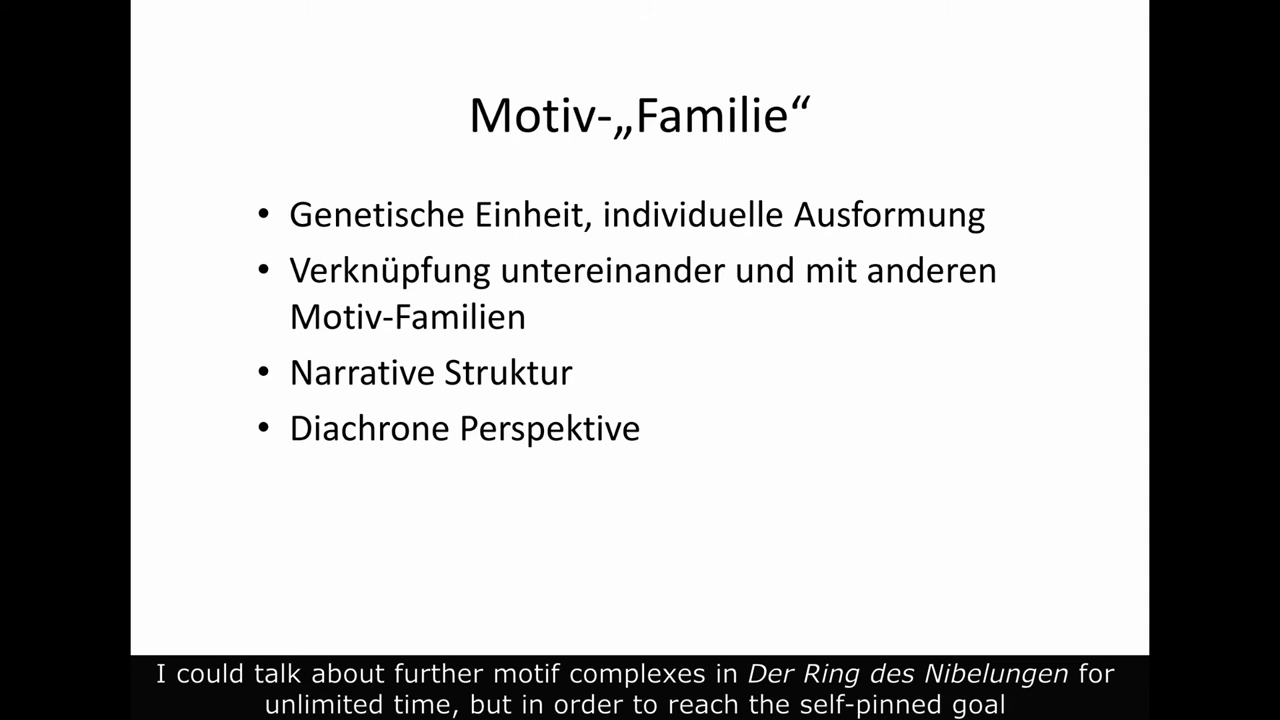 Motiv-„Familie“
• Genetische Einheit, individuelle Ausformung
• Verknüpfung untereinander und mit anderen
Motiv-Familien
• Narrative Struktur
• Diachrone Perspektive
I could talk about further motif complexes in Der Ring des Nibelungen for
unlimited time, but in order to reach the self-pinned goal